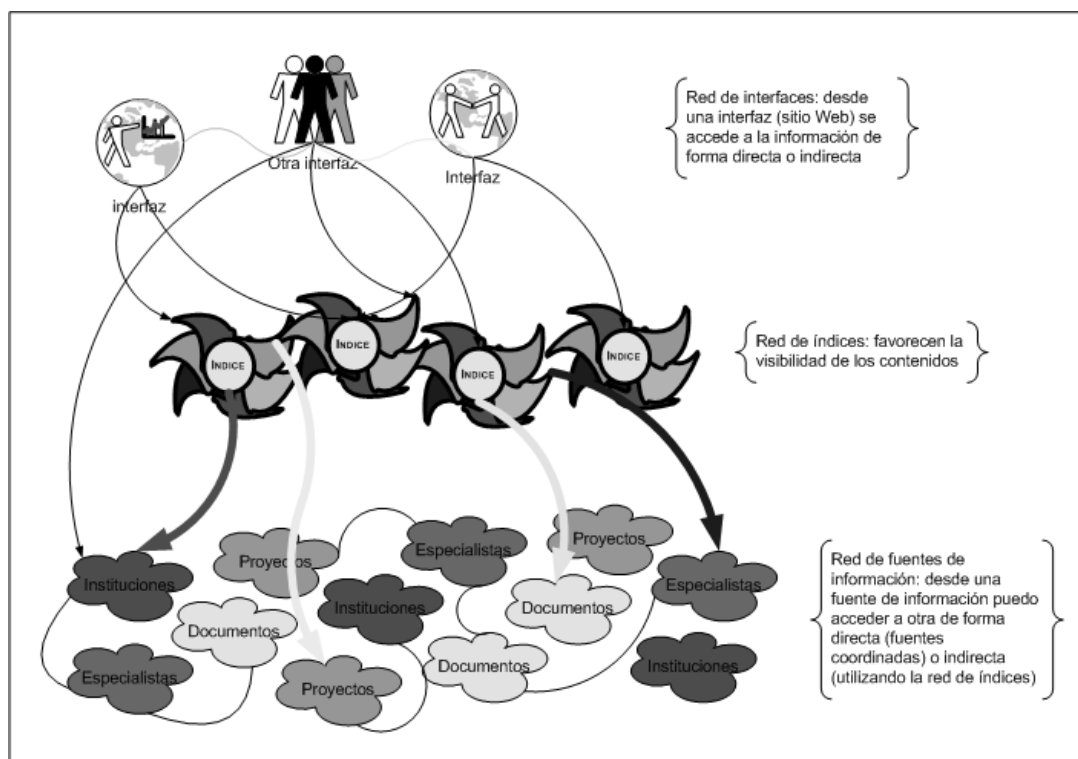 Red de interfaces: desde
una interfaz (sitio Web) se
accede a la información de
forma directa o indirecta
Otra interfaz
Interfaz
interfaz
Red de índices: favorecen la
visibilidad de los contenidos
INDICE
INDICE
INDICE
INDICE
Proyectos
Especialistas
Proyectos
Instituciones
Especialistas
Instituciones
Documentos
Documentos
Especialistas
Proyectos
Documentos
Instituciones
Red de fuentes de
información: desde una
fuente de información puedo
acceder a otra de forma
directa (fuentes
coordinadas) o indirecta
(utilizando la red de índices)